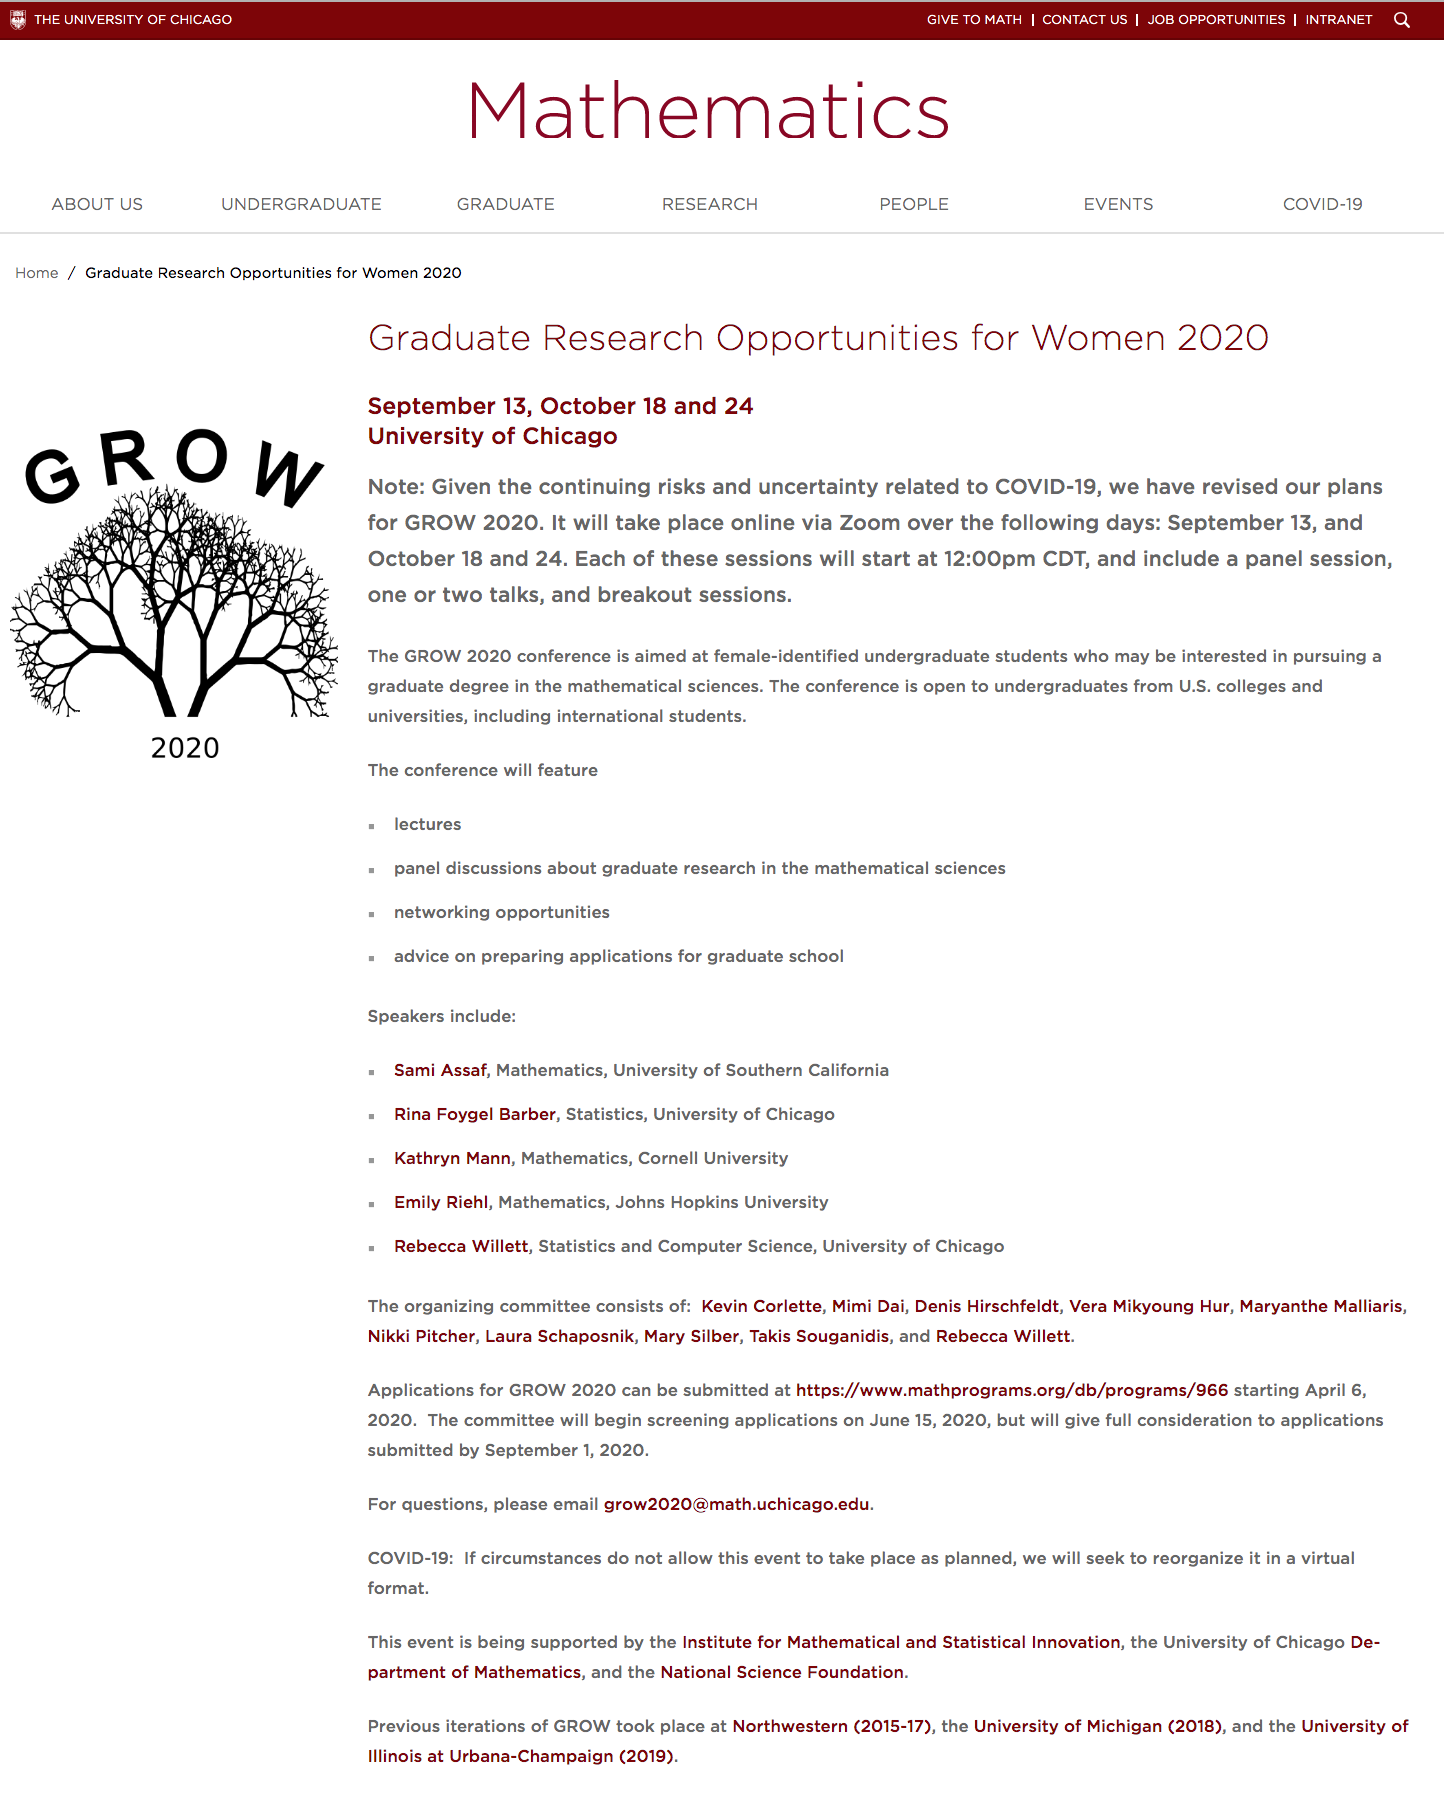 THE UNIVERSITY OF CHICAGO
GIVE TO MATH | CONTACT US | JOB OPPORTUNITIES | INTRANET
Mathematics
ABOUT US UNDERGRADUATE GRADUATE RESEARCH PEOPLE EVENTS COVID-19
Home / Graduate Research Opportunities for Women 2020
GROW
2020
Graduate Research Opportunities for Women 2020
September 13, October 18 and 24
University of Chicago
Note: Given the continuing risks and uncertainty related to COVID-19, we have revised our plans
for GROW 2020. It will take place online via Zoom over the following days: September 13, and
October 18 and 24. Each of these sessions will start at 12:00pm CDT, and include a panel session,
one or two talks, and breakout sessions.
The GROW 2020 conference is aimed at female-identified undergraduate students who may be interested in pursuing a
graduate degree in the mathematical sciences. The conference is open to undergraduates from U.S. colleges and
universities, including international students.
The conference will feature
▪ lectures
▪ panel discussions about graduate research in the mathematical sciences
▪ networking opportunities
▪ advice on preparing applications for graduate school
Speakers include:
▪ Sami Assaf, Mathematics, University of Southern California
▪ Rina Foygel Barber, Statistics, University of Chicago
▪ Kathryn Mann, Mathematics, Cornell University
▪ Emily Riehl, Mathematics, Johns Hopkins University
▪ Rebecca Willett, Statistics and Computer Science, University of Chicago
The organizing committee consists of:  Kevin Corlette, Mimi Dai, Denis Hirschfeldt, Vera Mikyoung Hur, Maryanthe Malliaris,
Nikki Pitcher, Laura Schaposnik, Mary Silber, Takis Souganidis, and Rebecca Willett.
Applications for GROW 2020 can be submitted at https://www.mathprograms.org/db/programs/966 starting April 6,
2020.  The committee will begin screening applications on June 15, 2020, but will give full consideration to applications
submitted by September 1, 2020.
For questions, please email grow2020@math.uchicago.edu.
COVID-19:  If circumstances do not allow this event to take place as planned, we will seek to reorganize it in a virtual
format.
This event is being supported by the Institute for Mathematical and Statistical Innovation, the University of Chicago De-
partment of Mathematics, and the National Science Foundation.
Previous iterations of GROW took place at Northwestern (2015-17), the University of Michigan (2018), and the University of
Illinois at Urbana-Champaign (2019).